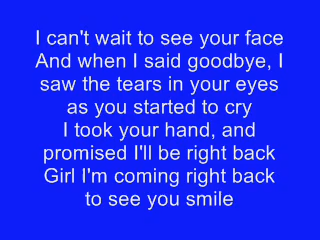 I can't wait to see your face
And when I said goodbye, I
saw the tears in your eyes
as you started to cry
I took your hand, and
promised I'll be right back
Girl I'm coming right back
to see you smile